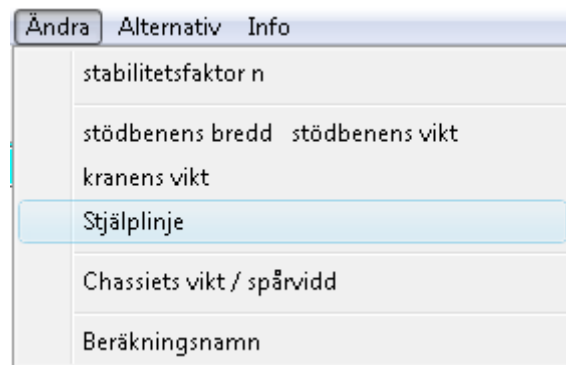 Ändra Alternativ Info
stabilitetsfaktor n
stödbenens bredd stödbenens vikt
kranens vikt
Stjälplinje
Chassiets vikt / spårvidd
Beräkningsnamn